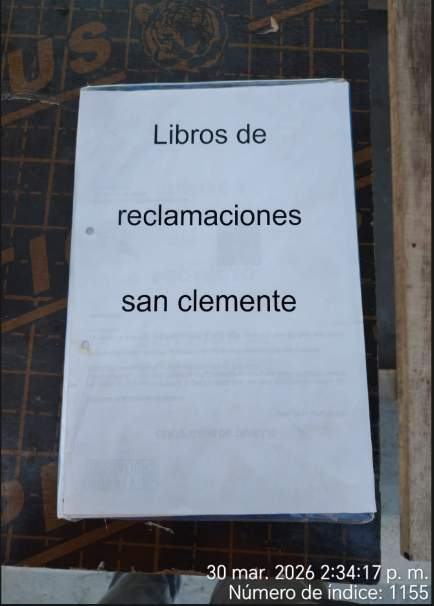 Libros de
reclamaciones
san clemente
30 mar. 2026 2:34:17 p. m.
Número de índice: 1155